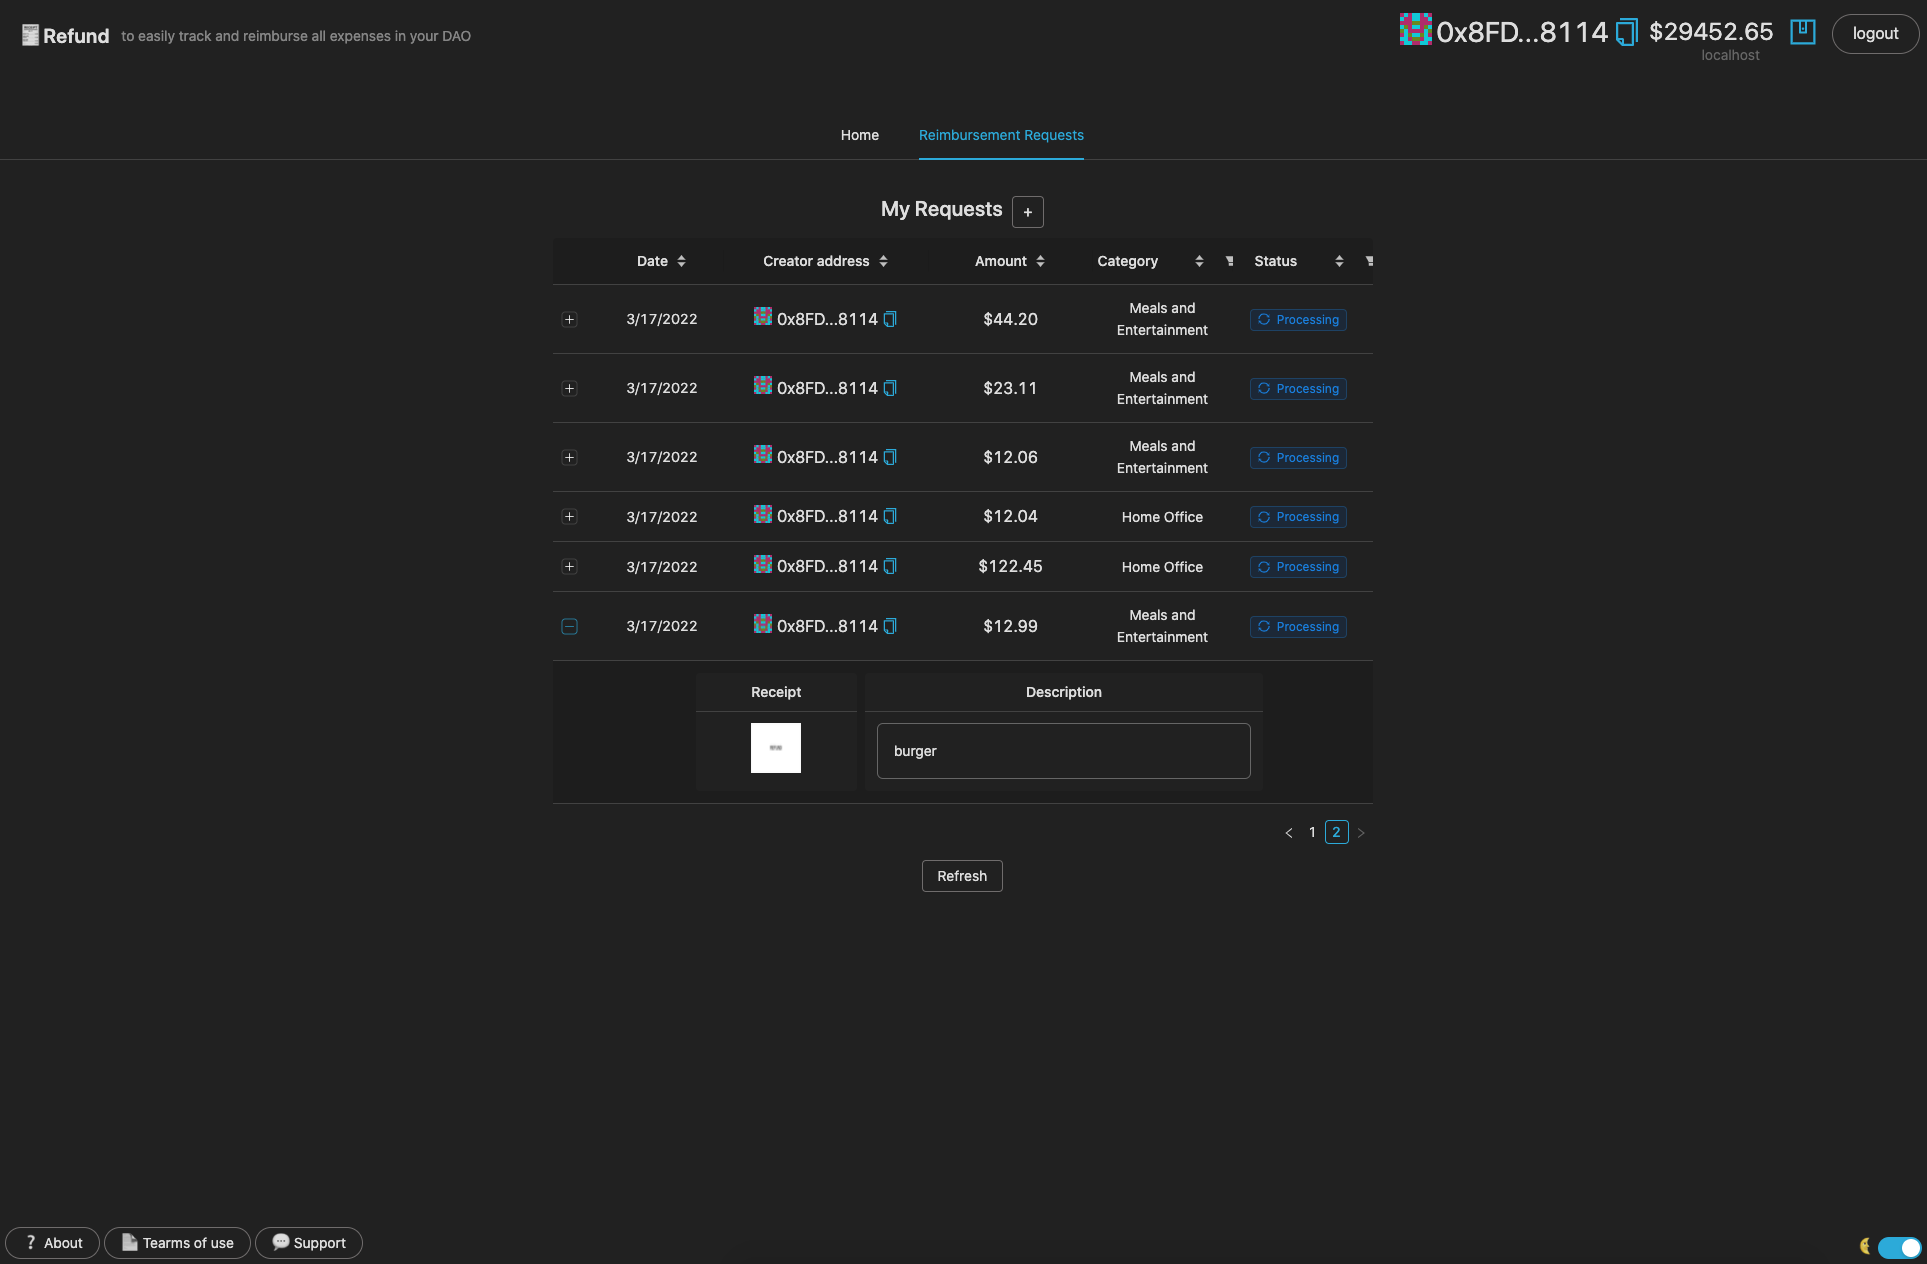 Refund to easily track and reimburse all expenses in your DAO
0x8FD...8114 $29452.65 logout
localhost
Home Reimbursement Requests
My Requests +
Date Creator address Amount Category Status
3/17/2022 0x8FD...8114 $44.20 Meals and Entertainment Processing
3/17/2022 0x8FD...8114 $23.11 Meals and Entertainment Processing
3/17/2022 0x8FD...8114 $12.06 Meals and Entertainment Processing
3/17/2022 0x8FD...8114 $12.04 Home Office Processing
3/17/2022 0x8FD...8114 $122.45 Home Office Processing
3/17/2022 0x8FD...8114 $12.99 Meals and Entertainment Processing
Receipt Description
burger
< 1 2 >
Refresh
? About Tearms of use Support